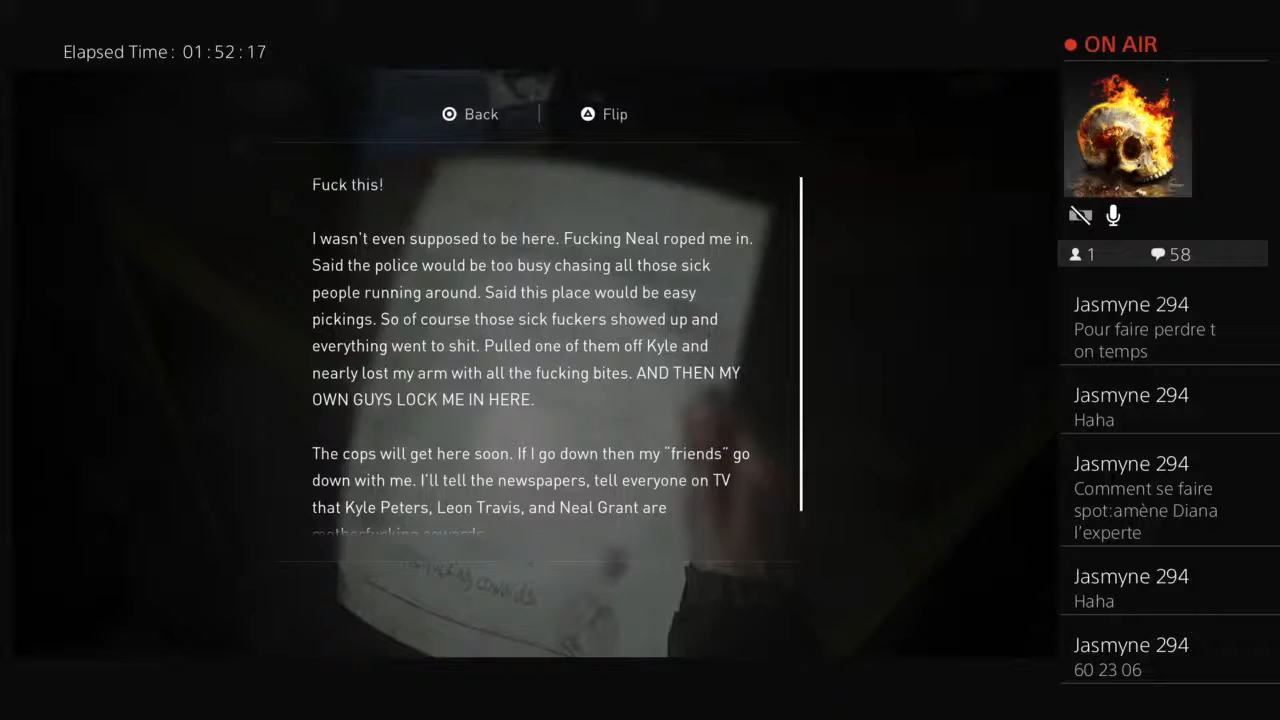 Elapsed Time: 01:52:17
Back
Flip
Fuck this!
I wasn't even supposed to be here. Fucking Neal roped me in.
Said the police would be too busy chasing all those sick
people running around. Said this place would be easy
pickings. So of course those sick fuckers showed up and
everything went to shit. Pulled one of them off Kyle and
nearly lost my arm with all the fucking bites. AND THEN MY
OWN GUYS LOCK ME IN HERE.
The cops will get here soon. If I go down then my "friends" go
down with me. I'll tell the newspapers, tell everyone on TV
that Kyle Peters, Leon Travis, and Neal Grant are
motherfucking cowards.
cowards.
ON AIR
1
58
Jasmyne 294
Pour faire perdre t
on temps
Jasmyne 294
Haha
Jasmyne 294
Comment se faire
spot:amène Diana
l'experte
Jasmyne 294
Haha
Jasmyne 294
60 23 06